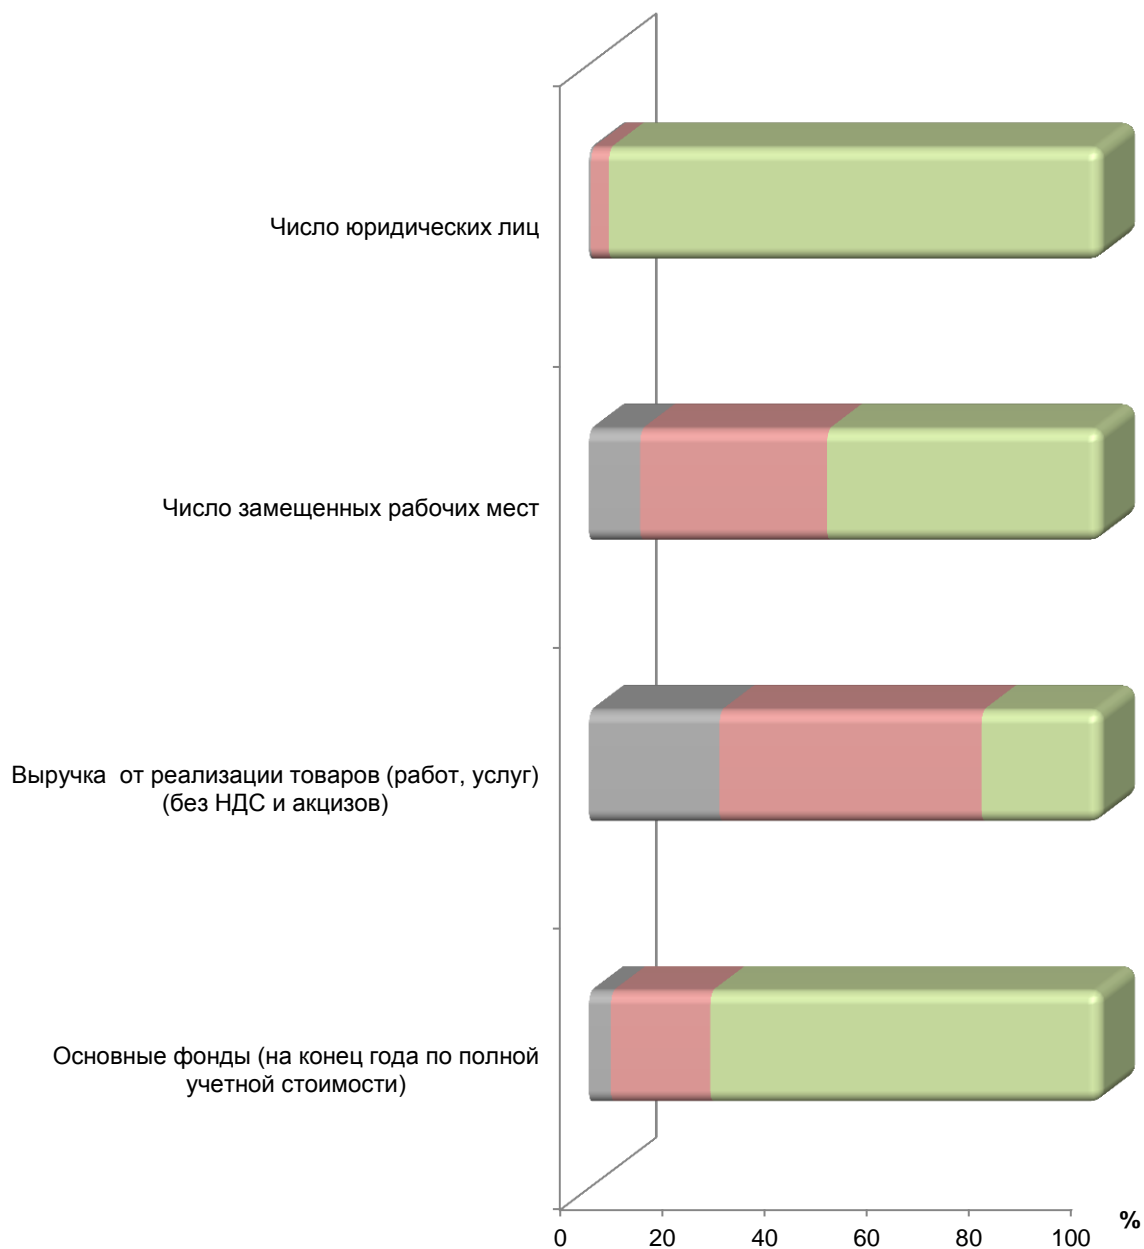 Число юридических лиц
Число замещенных рабочих мест
Выручка  от реализации товаров (работ, услуг)
(без НДС и акцизов)
Основные фонды (на конец года по полной
учетной стоимости)
%
0 20 40 60 80 100